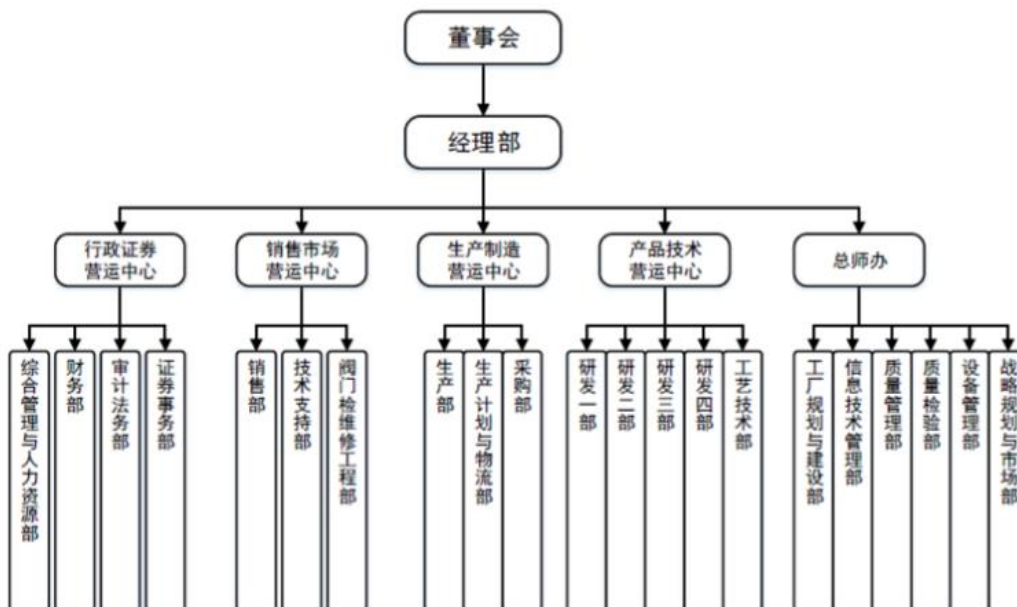 董事会
经理部
行政证券
营运中心
销售市场
营运中心
生产制造
营运中心
产品技术
营运中心
总师办
综合管理与人力资源部
财务部
审计法务部
证券事务部
销售部
技术支持部
阀门检维修工程部
生产部
生产计划与物流部
采购部
研发一部
研发二部
研发三部
研发四部
工艺技术部
工厂规划与建设部
信息技术管理部
质量管理部
质量检验部
设备管理部
战略规划与市场部